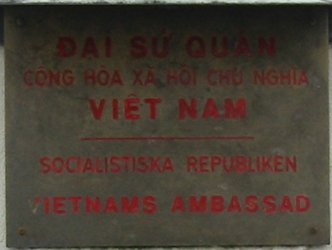 ĐẠI SỨ QUÁN
CỘNG HÒA XÃ HỘI CHỦ NGHĨA
VIỆT NAM
SOCIALISTISKA REPUBLIKEN
VIETNAMS AMBASSAD